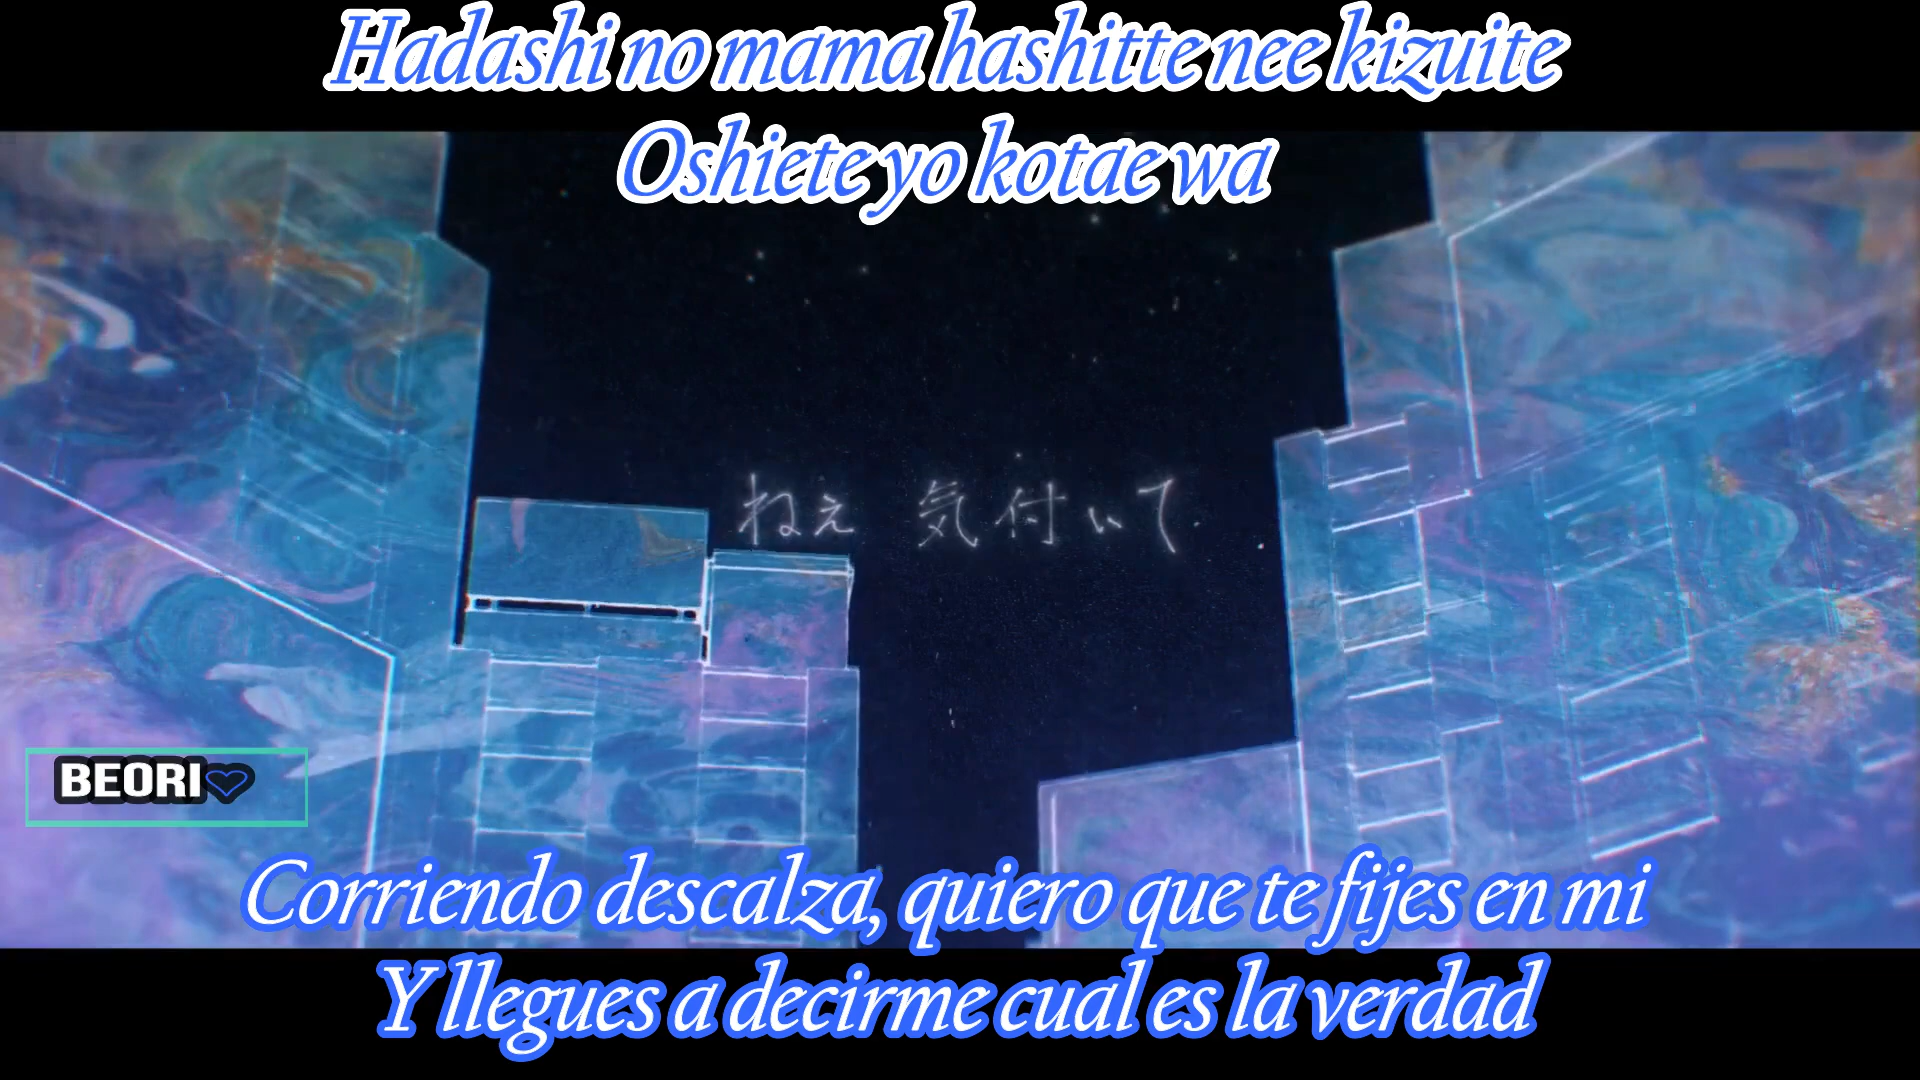 Hadashi no mama hashitte nee kizuite
Oshiete yo kotae wa
ねぇ 気付いて
BEORI
Corriendo descalza, quiero que te fijes en mi
Y llegues a decirme cual es la verdad